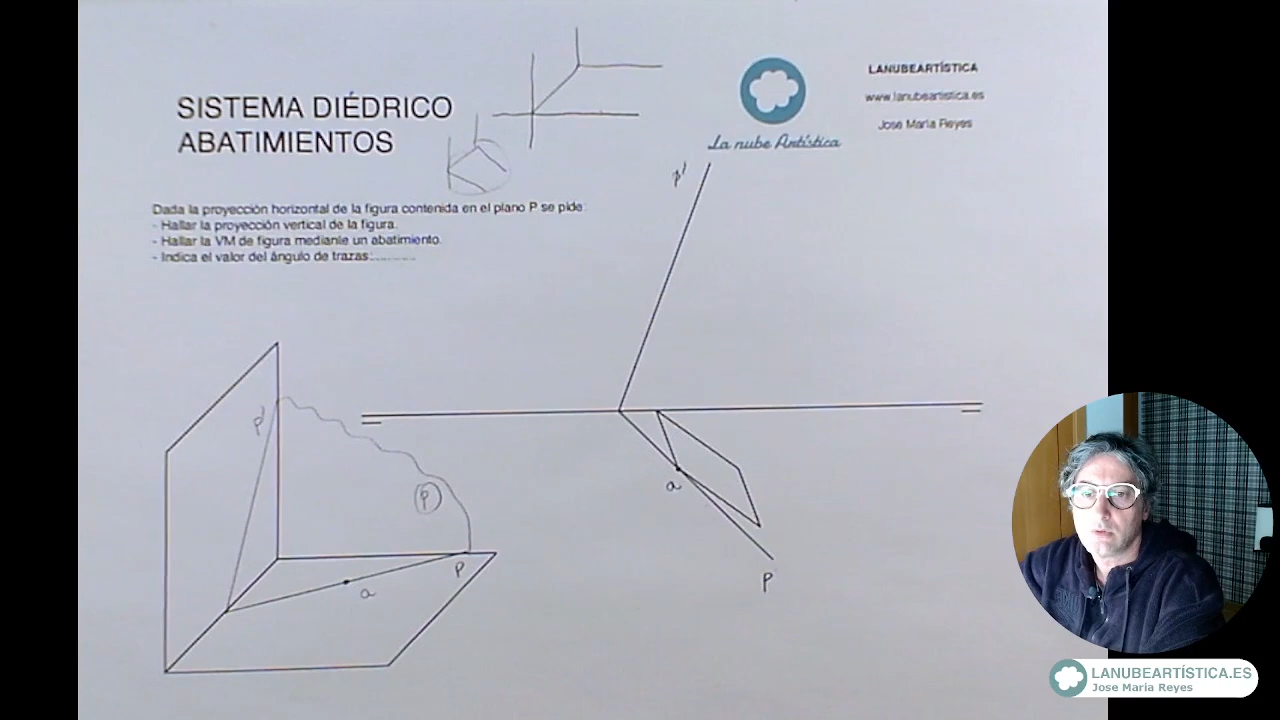 SISTEMA DIÉDRICO
ABATIMIENTOS
La nube Artística
LANUBEARTÍSTICA
www.lanubeartistica.es
Jose María Reyes
Dada la proyección horizontal de la figura contenida en el plano P se pide:
- Hallar la proyección vertical de la figura.
- Hallar la VM de figura mediante un abatimiento.
- Indica el valor del ángulo de trazas:............
p'
a
P
p'
p
P
a
LANUBEARTÍSTICA.ES
Jose María Reyes